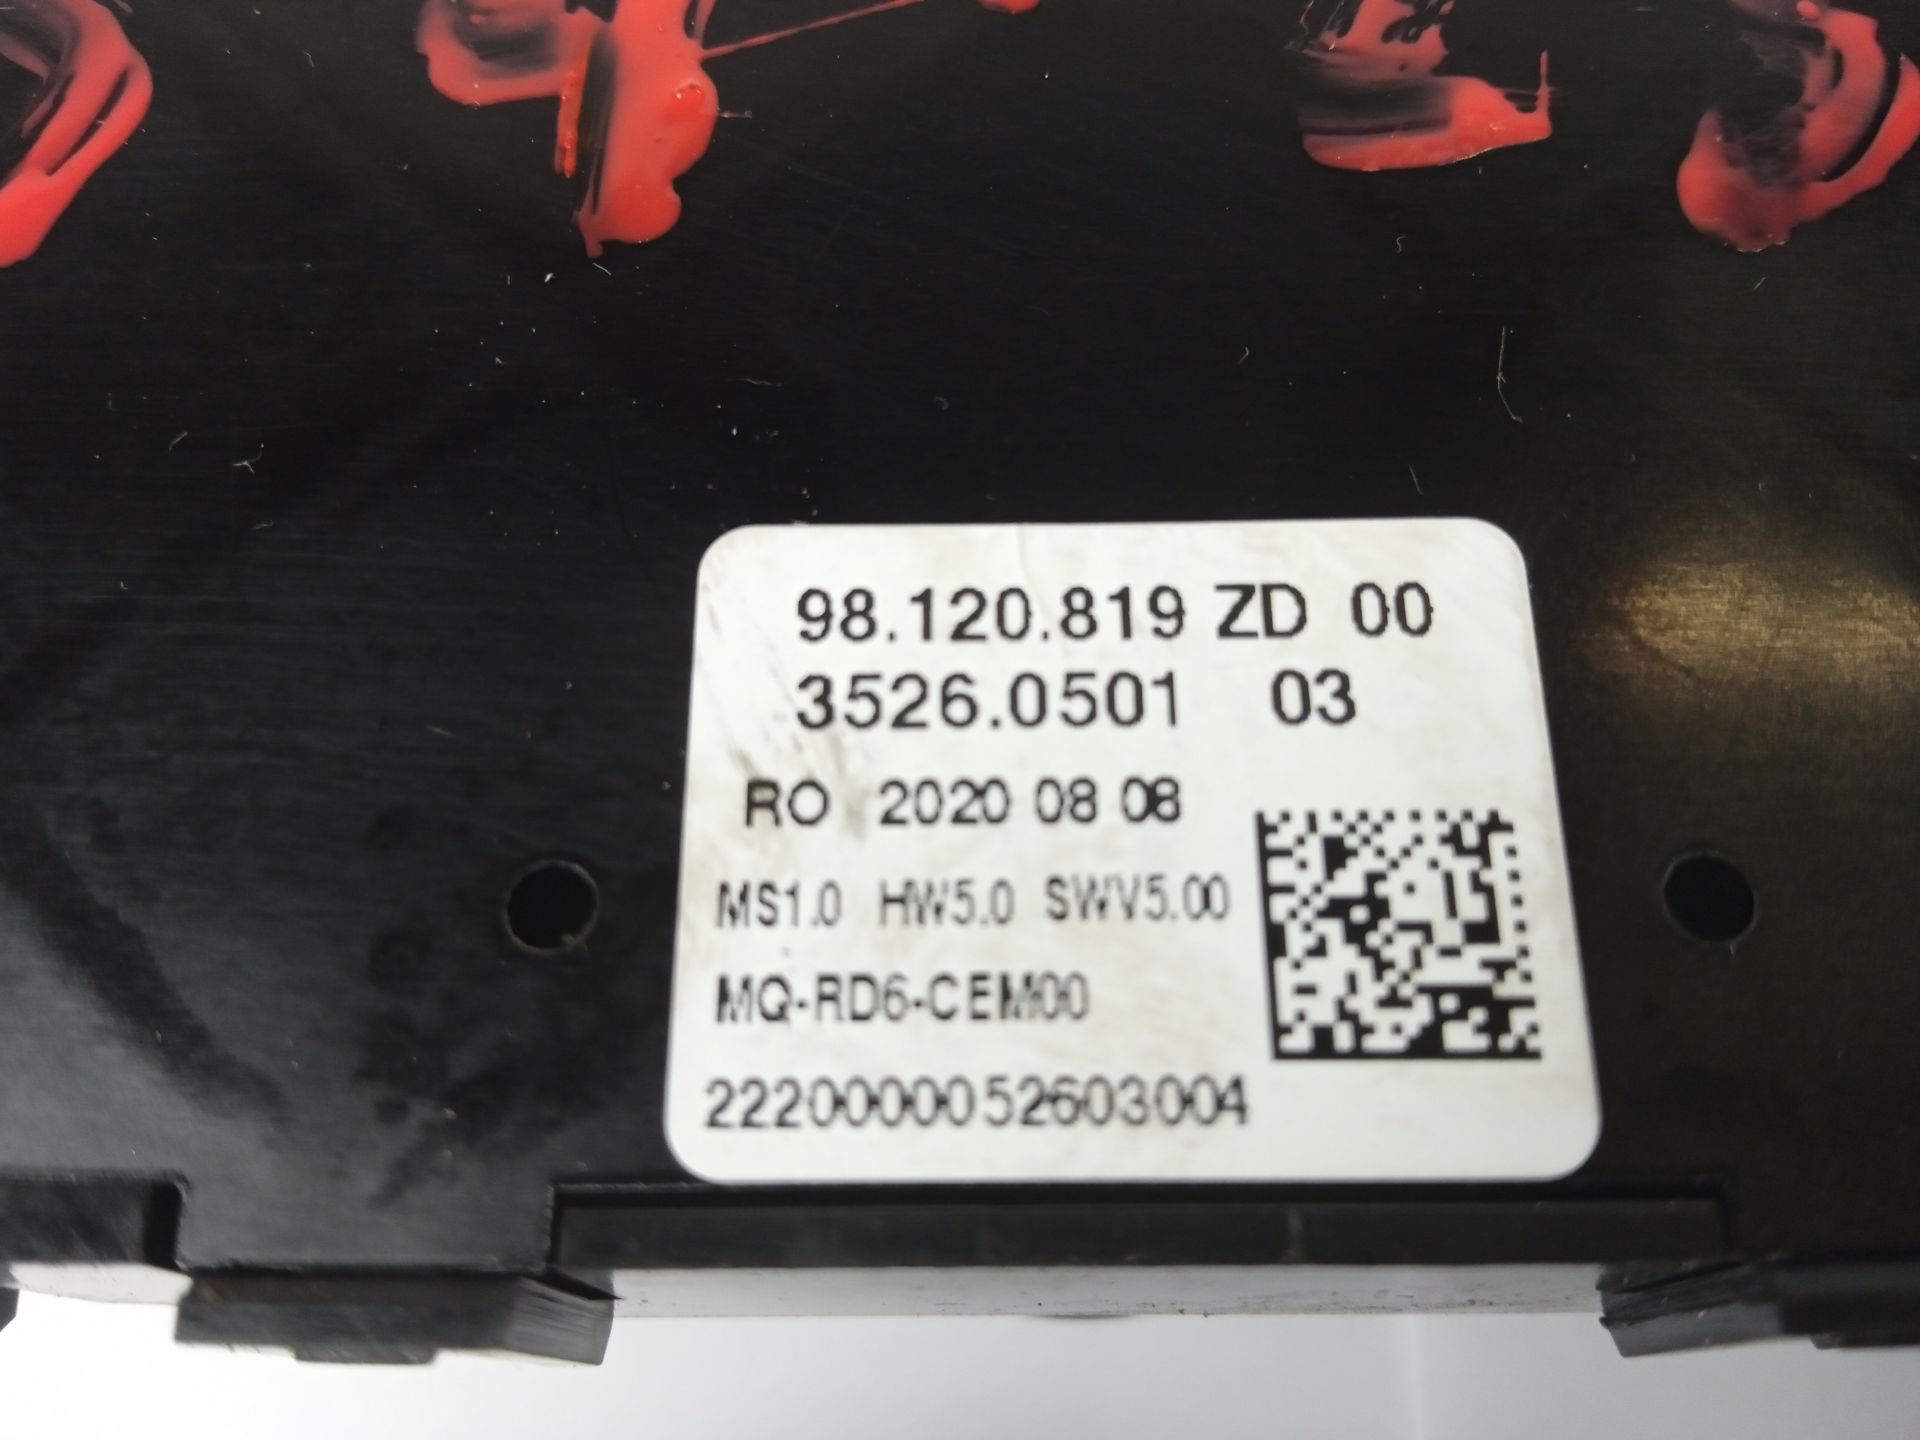 98.120.819 ZD 00
3526.0501 03
RO 2020 08 08
MS1.0 HW5.0 SWV5.00
MQ-RD6-CEM00
2220000052603004